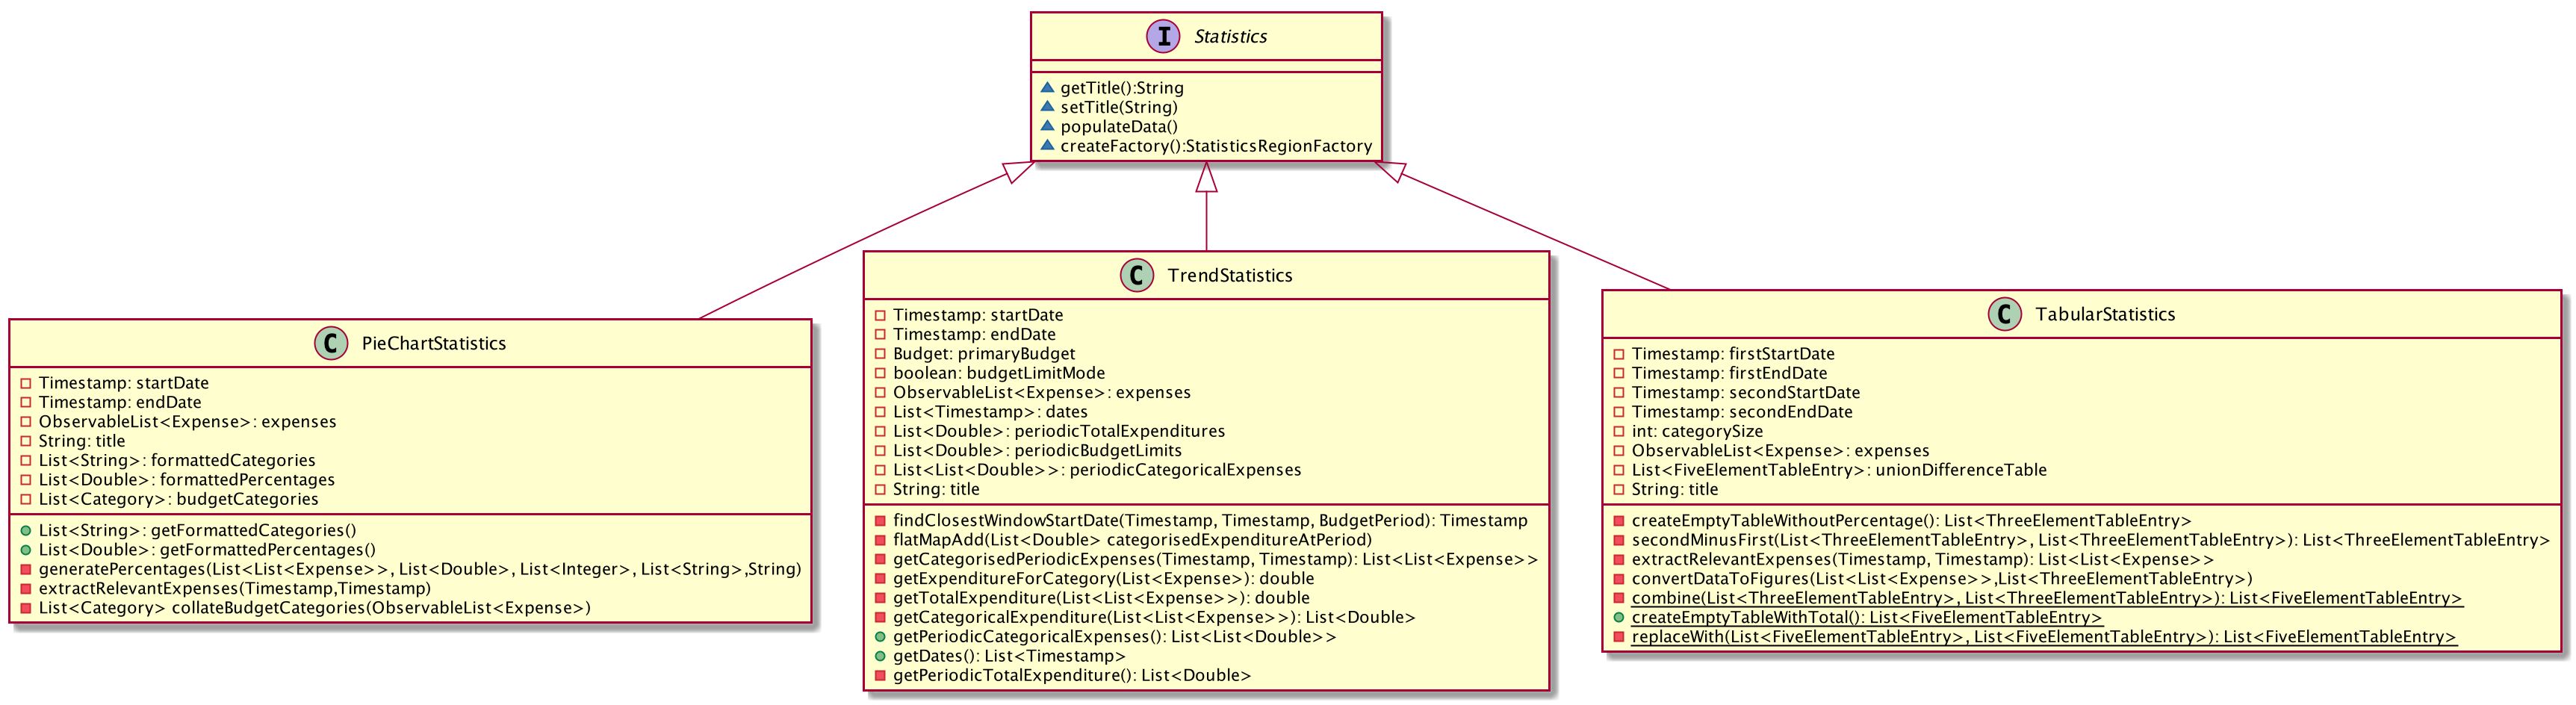 I Statistics
getTitle():String
setTitle(String)
populateData()
createFactory():StatisticsRegionFactory
C PieChartStatistics
Timestamp: startDate
Timestamp: endDate
ObservableList<Expense>: expenses
String: title
List<String>: formattedCategories
List<Double>: formattedPercentages
List<Category>: budgetCategories
List<String>: getFormattedCategories()
List<Double>: getFormattedPercentages()
generatePercentages(List<List<Expense>>, List<Double>, List<Integer>, List<String>,String)
extractRelevantExpenses(Timestamp,Timestamp)
List<Category> collateBudgetCategories(ObservableList<Expense>)
C TrendStatistics
Timestamp: startDate
Timestamp: endDate
Budget: primaryBudget
boolean: budgetLimitMode
ObservableList<Expense>: expenses
List<Timestamp>: dates
List<Double>: periodicTotalExpenditures
List<Double>: periodicBudgetLimits
List<List<Double>>: periodicCategoricalExpenses
String: title
findClosestWindowStartDate(Timestamp, Timestamp, BudgetPeriod): Timestamp
flatMapAdd(List<Double> categorisedExpenditureAtPeriod)
getCategorisedPeriodicExpenses(Timestamp, Timestamp): List<List<Expense>>
getExpenditureForCategory(List<Expense>): double
getTotalExpenditure(List<List<Expense>>): double
getCategoricalExpenditure(List<List<Expense>>): List<Double>
getPeriodicCategoricalExpenses(): List<List<Double>>
getDates(): List<Timestamp>
getPeriodicTotalExpenditure(): List<Double>
C TabularStatistics
Timestamp: firstStartDate
Timestamp: firstEndDate
Timestamp: secondStartDate
Timestamp: secondEndDate
int: categorySize
ObservableList<Expense>: expenses
List<FiveElementTableEntry>: unionDifferenceTable
String: title
createEmptyTableWithoutPercentage(): List<ThreeElementTableEntry>
secondMinusFirst(List<ThreeElementTableEntry>, List<ThreeElementTableEntry>): List<ThreeElementTableEntry>
extractRelevantExpenses(Timestamp, Timestamp): List<List<Expense>>
convertDataToFigures(List<List<Expense>>,List<ThreeElementTableEntry>)
combine(List<ThreeElementTableEntry>, List<ThreeElementTableEntry>): List<FiveElementTableEntry>
createEmptyTableWithTotal(): List<FiveElementTableEntry>
replaceWith(List<FiveElementTableEntry>, List<FiveElementTableEntry>): List<FiveElementTableEntry>